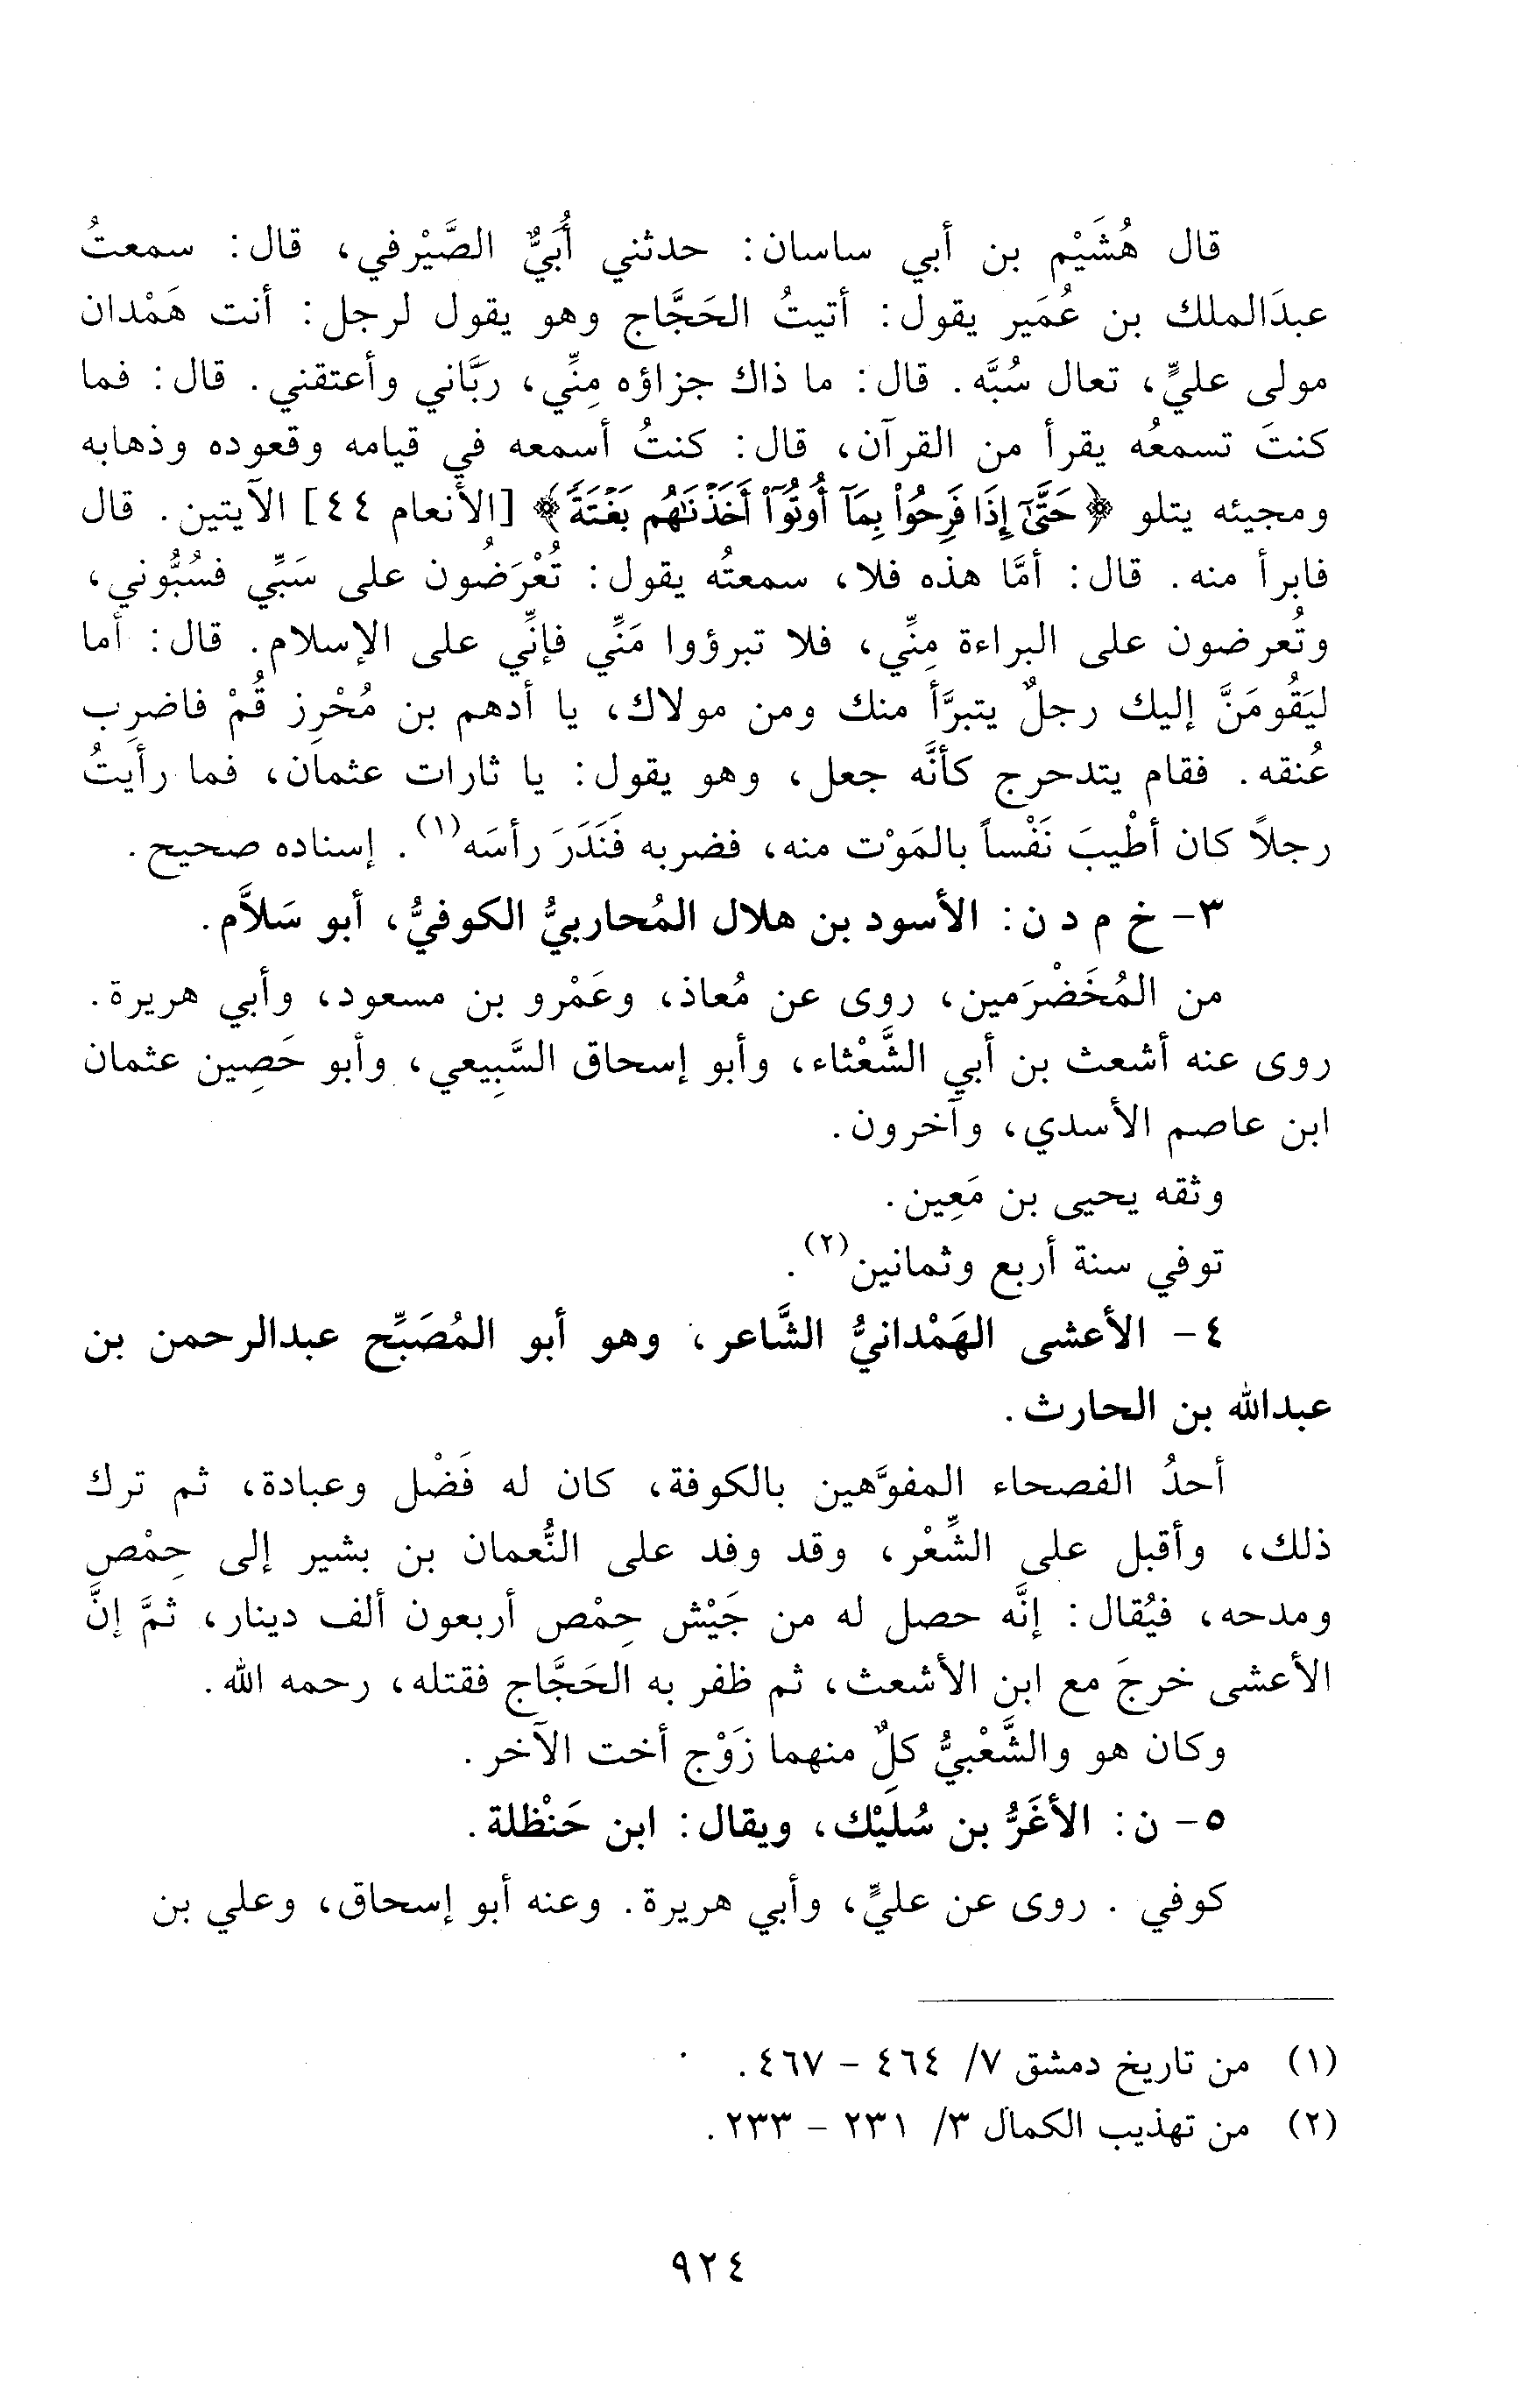 قال هُشَيْم بن أبي ساسان: حدثني أُبَيٌّ الصَّيْرفي، قال: سمعتُ
عبدَالملك بن عُمَير يقول: أتيتُ الحَجَّاج وهو يقول لرجل: أنت هَمْدان
مولى عليٍّ، تعال سُبَّه. قال: ما ذاك جزاؤه مِنِّي، ربَّاني وأعتقني. قال: فما
كنتَ تسمعُه يقرأ من القرآن، قال: كنتُ أسمعه في قيامه وقعوده وذهابه
ومجيئه يتلو ﴿حَتَّىٰٓ إِذَا فَرِحُوا۟ بِمَآ أُوتُوٓا۟ أَخَذْنَٰهُم بَغْتَةً﴾ [الأنعام ٤٤] الآيتين. قال
فابرأ منه. قال: أمَّا هذه فلا، سمعتُه يقول: تُعْرَضُون على سَبِّي فسُبُّوني،
وتُعرضون على البراءة مِنِّي، فلا تبرؤوا مَنِّي فإنِّي على الإسلام. قال: أما
ليَقُومَنَّ إليك رجلٌ يتبرَّأ منك ومن مولاك، يا أدهم بن مُحْرِز قُمْ فاضرِب
عُنقه. فقام يتدحرج كأنَّه جعل، وهو يقول: يا ثارات عثمان، فما رأيتُ
رجلاً كان أطْيبَ نَفْساً بالمَوْت منه، فضربه فَنَدَرَ رأسَه(١). إسناده صحيح.
٣- خ م د ن: الأسود بن هلال المُحاربيُّ الكوفيُّ، أبو سَلاَّم.
من المُخَضْرَمين، روى عن مُعاذ، وعَمْرو بن مسعود، وأبي هريرة.
روى عنه أشعث بن أبي الشَّعْثاء، وأبو إسحاق السَّبِيعي، وأبو حَصِين عثمان
ابن عاصم الأسدي، وآخرون.
وثقه يحيى بن مَعِين.
توفي سنة أربع وثمانين(٢).
٤- الأعشى الهَمْدانيُّ الشَّاعر، وهو أبو المُصَبِّح عبدالرحمن بن
عبدالله بن الحارث.
أحدُ الفصحاء المفوَّهين بالكوفة، كان له فَضْل وعبادة، ثم ترك
ذلك، وأقبل على الشِّعْر، وقد وفد على النُّعمان بن بشير إلى حِمْص
ومدحه، فيُقال: إنَّه حصل له من جَيْش حِمْص أربعون ألف دينار، ثمَّ إنَّ
الأعشى خرجَ مع ابن الأشعث، ثم ظفر به الحَجَّاج فقتله، رحمه الله.
وكان هو والشَّعْبيُّ كلٌ منهما زَوْج أخت الآخر.
٥- ن: الأغَرُّ بن سُلَيْك، ويقال: ابن حَنْظلة.
كوفي. روى عن عليٍّ، وأبي هريرة. وعنه أبو إسحاق، وعلي بن
(١) من تاريخ دمشق ٧/ ٤٦٤ - ٤٦٧.
(٢) من تهذيب الكمال ٣/ ٢٣١ - ٢٣٣.
٩٢٤